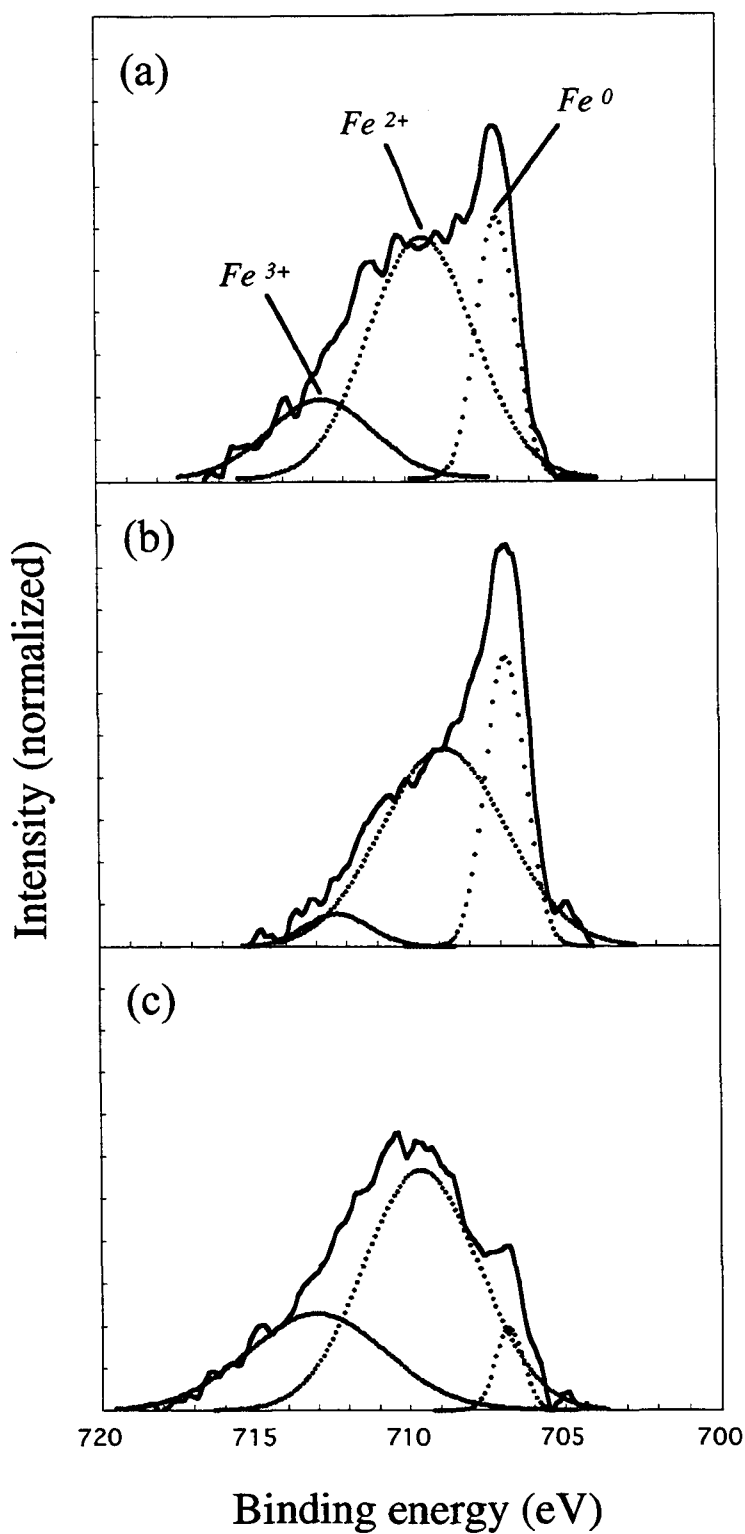 (a)
Fe 0
Fe 2+
Fe 3+
(b)
Intensity (normalized)
(c)
720 715 710 705 700
Binding energy (eV)